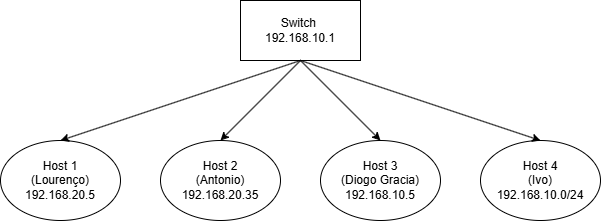 Switch
192.168.10.1
Host 1
(Lourenço)
192.168.20.5
Host 2
(Antonio)
192.168.20.35
Host 3
(Diogo Gracia)
192.168.10.5
Host 4
(Ivo)
192.168.10.0/24